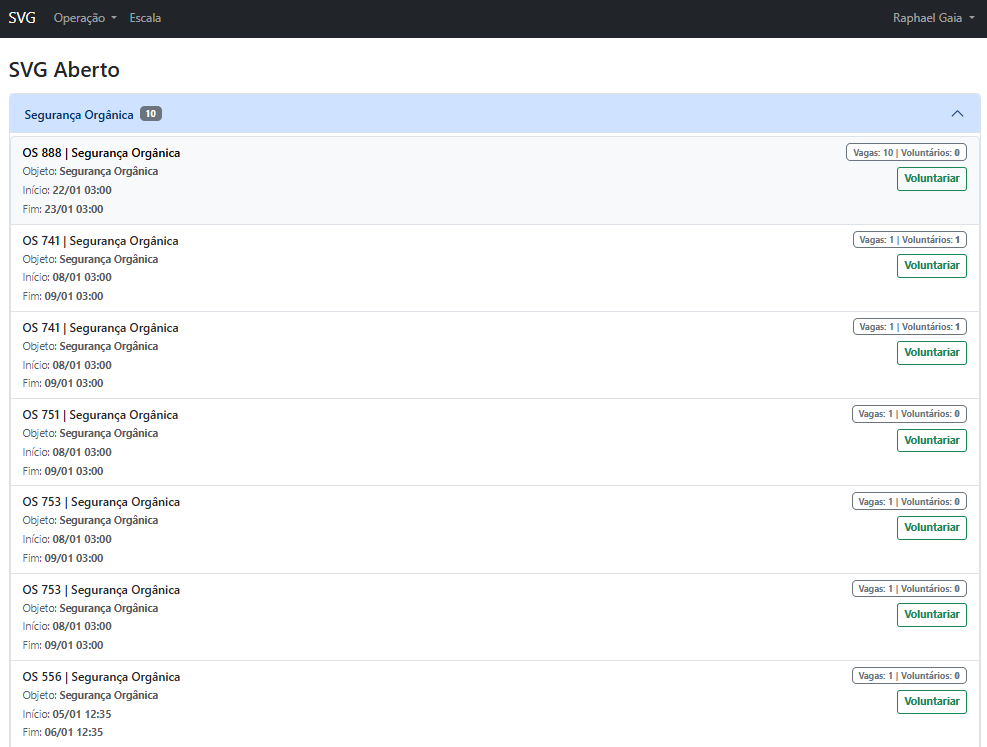 SVG Operação Escala Raphael Gaia
SVG Aberto
Segurança Orgânica 10
OS 888 | Segurança Orgânica Vagas: 10 | Voluntários: 0
Objeto: Segurança Orgânica Voluntariar
Início: 22/01 03:00
Fim: 23/01 03:00
OS 741 | Segurança Orgânica Vagas: 1 | Voluntários: 1
Objeto: Segurança Orgânica Voluntariar
Início: 08/01 03:00
Fim: 09/01 03:00
OS 741 | Segurança Orgânica Vagas: 1 | Voluntários: 1
Objeto: Segurança Orgânica Voluntariar
Início: 08/01 03:00
Fim: 09/01 03:00
OS 751 | Segurança Orgânica Vagas: 1 | Voluntários: 0
Objeto: Segurança Orgânica Voluntariar
Início: 08/01 03:00
Fim: 09/01 03:00
OS 753 | Segurança Orgânica Vagas: 1 | Voluntários: 0
Objeto: Segurança Orgânica Voluntariar
Início: 08/01 03:00
Fim: 09/01 03:00
OS 753 | Segurança Orgânica Vagas: 1 | Voluntários: 0
Objeto: Segurança Orgânica Voluntariar
Início: 08/01 03:00
Fim: 09/01 03:00
OS 556 | Segurança Orgânica Vagas: 1 | Voluntários: 0
Objeto: Segurança Orgânica Voluntariar
Início: 05/01 12:35
Fim: 06/01 12:35